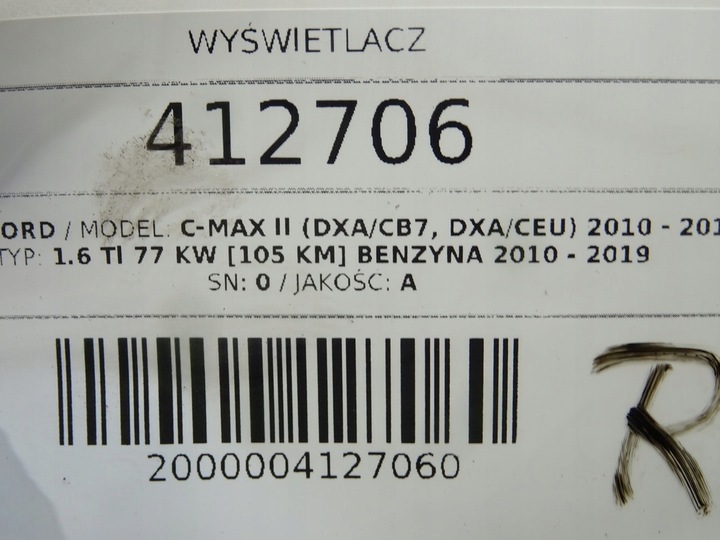 WYŚWIETLACZ
412706
ORD / MODEL: C-MAX II (DXA/CB7, DXA/CEU) 2010 - 201
TYP: 1.6 TI 77 KW [105 KM] BENZYNA 2010 - 2019
SN: 0 / JAKOŚC: A
2000004127060
R